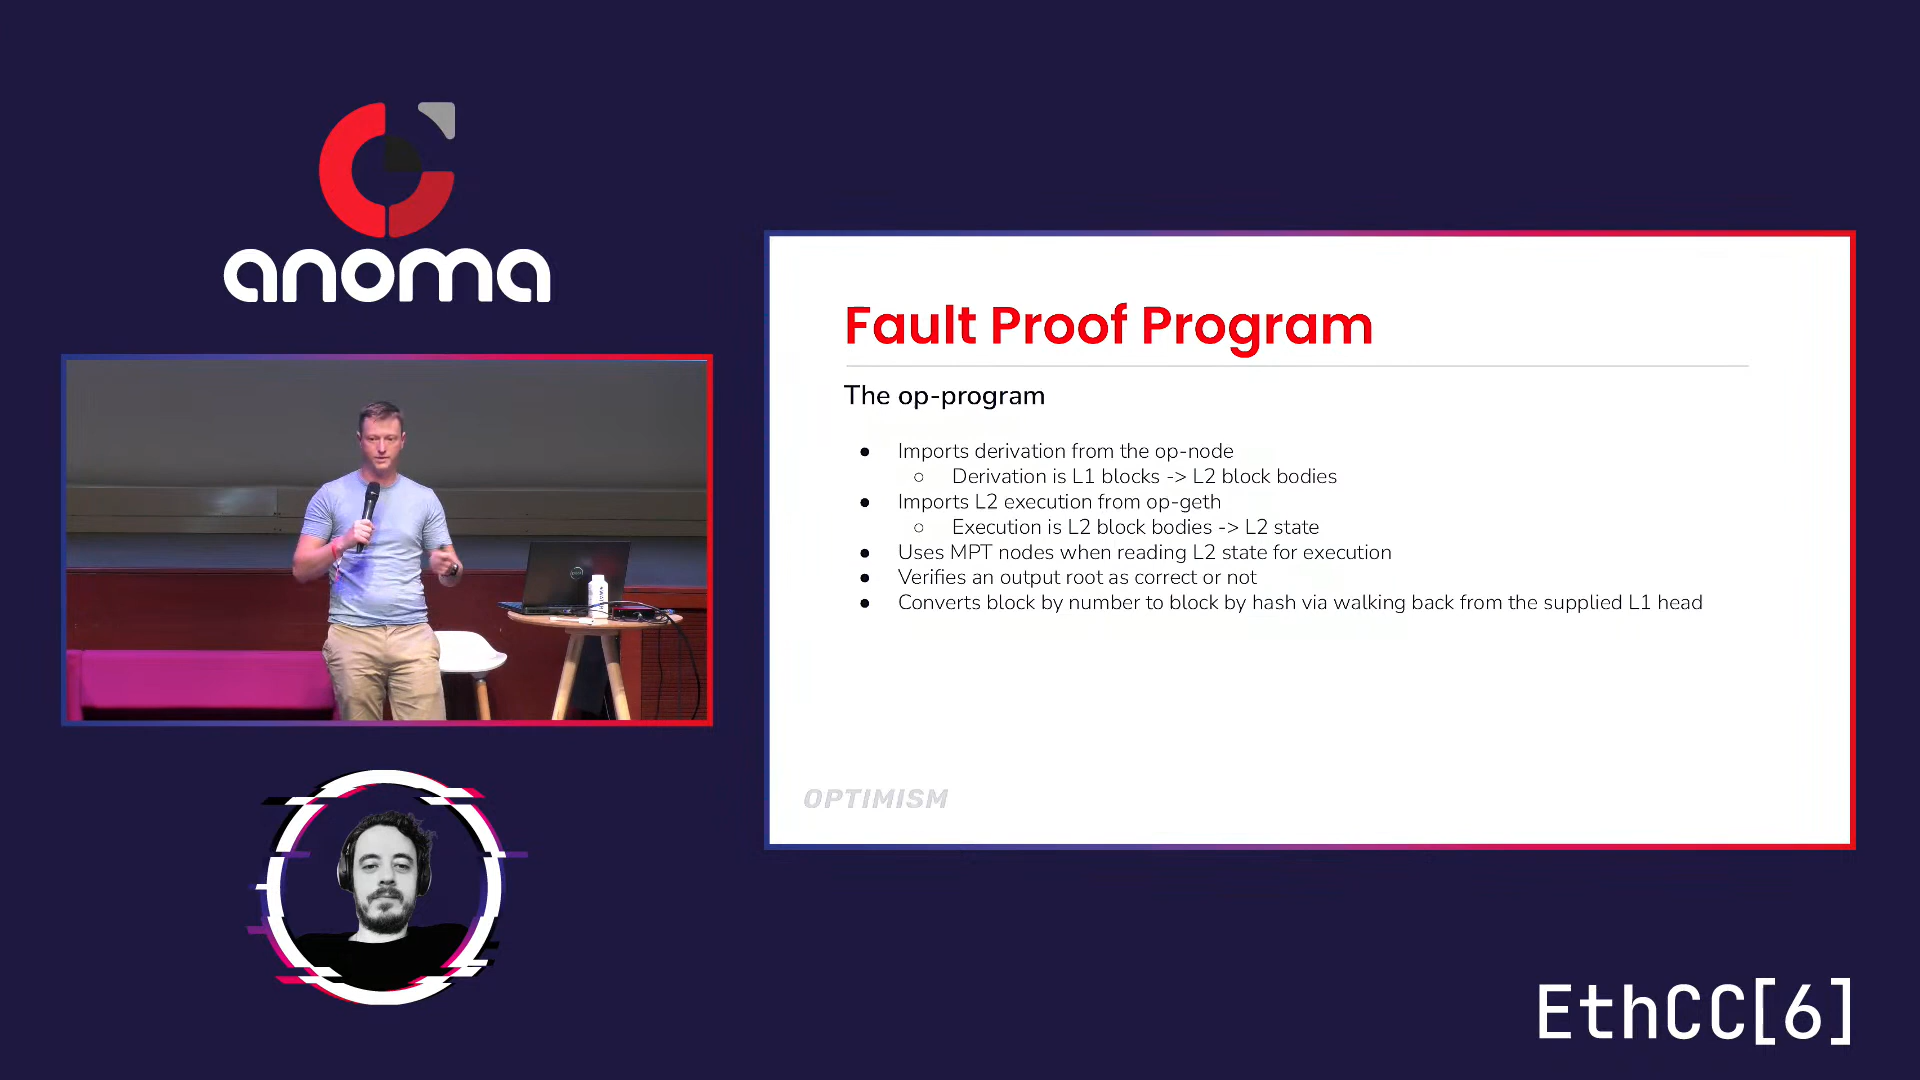 anoma
Fault Proof Program
The op-program
● Imports derivation from the op-node
○ Derivation is L1 blocks -> L2 block bodies
● Imports L2 execution from op-geth
○ Execution is L2 block bodies -> L2 state
● Uses MPT nodes when reading L2 state for execution
● Verifies an output root as correct or not
● Converts block by number to block by hash via walking back from the supplied L1 head
OPTIMISM
EthCC[6]